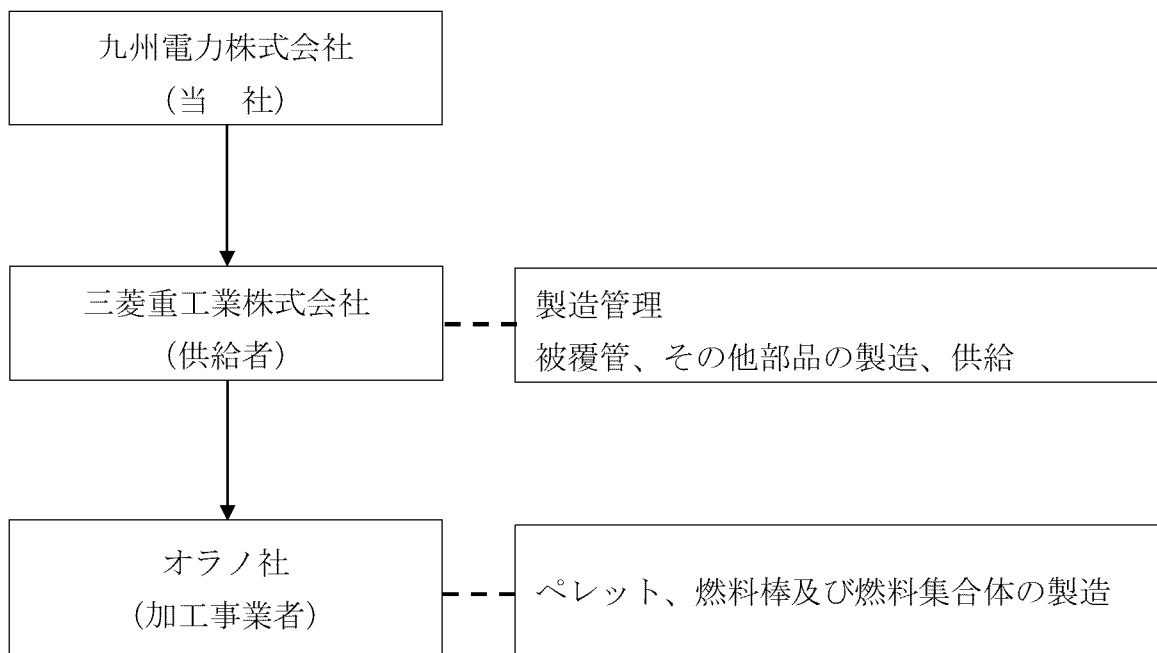 九州電力株式会社
(当　社)
三菱重工業株式会社
(供給者)
製造管理
被覆管、その他部品の製造、供給
オラノ社
(加工事業者)
ペレット、燃料棒及び燃料集合体の製造